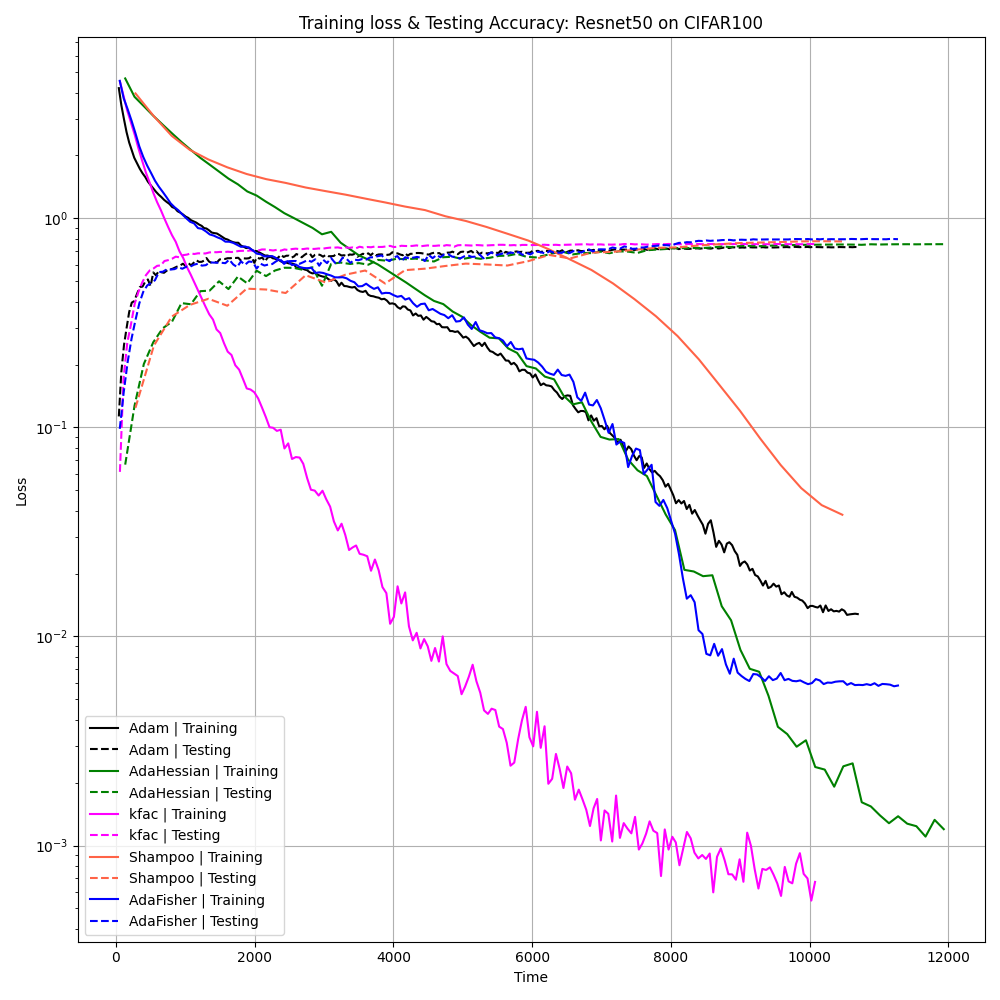 Training loss & Testing Accuracy: Resnet50 on CIFAR100
10⁰
10⁻¹
10⁻²
10⁻³
Loss
Adam | Training
Adam | Testing
AdaHessian | Training
AdaHessian | Testing
kfac | Training
kfac | Testing
Shampoo | Training
Shampoo | Testing
AdaFisher | Training
AdaFisher | Testing
0 2000 4000 6000 8000 10000 12000
Time